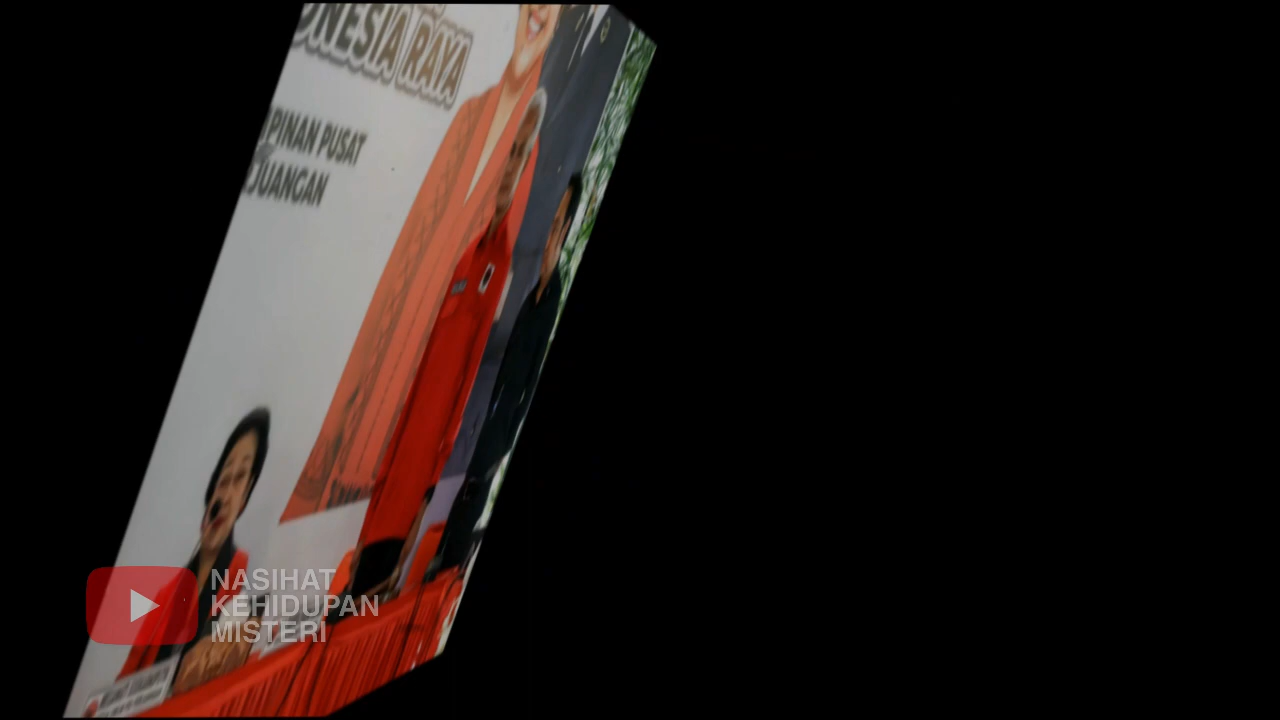 ONESIA RAYA
PINAN PUSAT
JUANGAN
NASIHAT
KEHIDUPAN
MISTERI